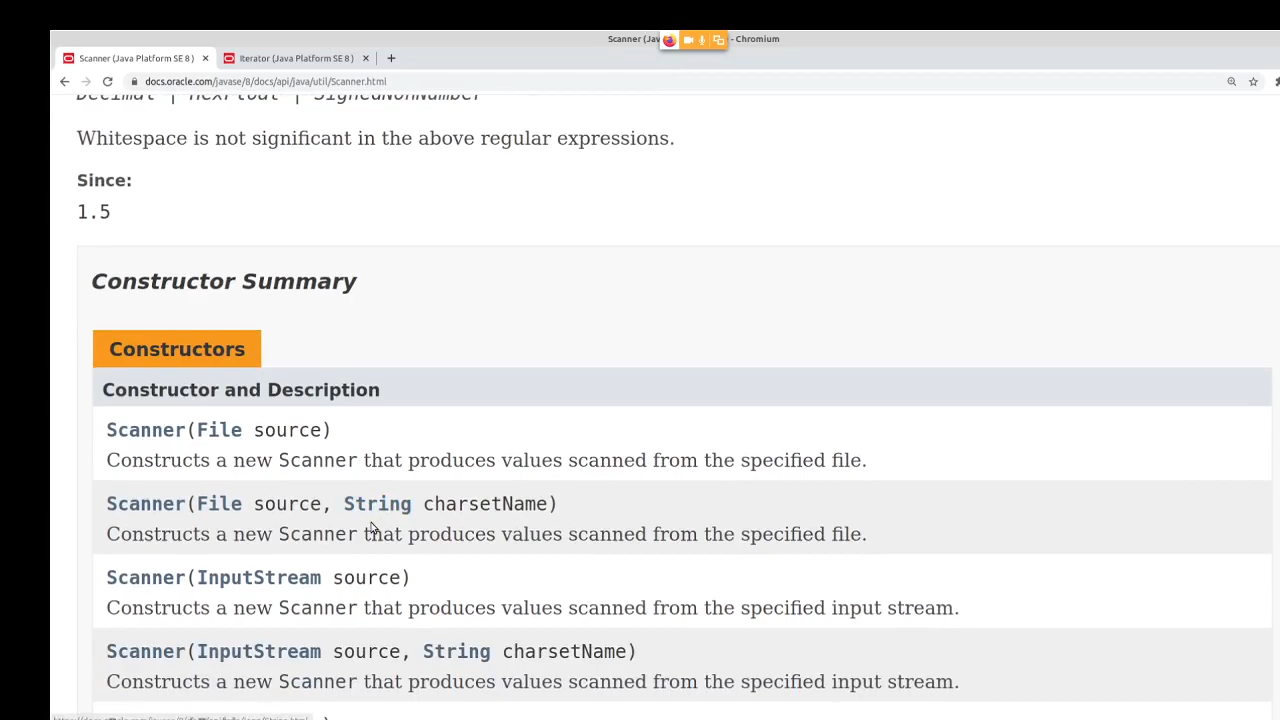 Scanner (Jav - Chromium
Scanner (Java Platform SE 8 ) Iterator (Java Platform SE 8 )
docs.oracle.com/javase/8/docs/api/java/util/Scanner.html
Decimal | HexFloat | SignedNonNumber
Whitespace is not significant in the above regular expressions.
Since:
1.5
Constructor Summary
Constructors
Constructor and Description
Scanner(File source)
Constructs a new Scanner that produces values scanned from the specified file.
Scanner(File source, String charsetName)
Constructs a new Scanner that produces values scanned from the specified file.
Scanner(InputStream source)
Constructs a new Scanner that produces values scanned from the specified input stream.
Scanner(InputStream source, String charsetName)
Constructs a new Scanner that produces values scanned from the specified input stream.